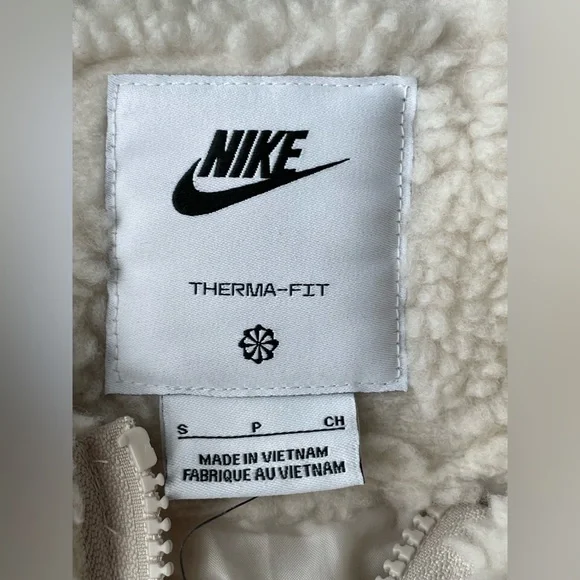 NIKE
THERMA-FIT
S P CH
MADE IN VIETNAM
FABRIQUE AU VIETNAM